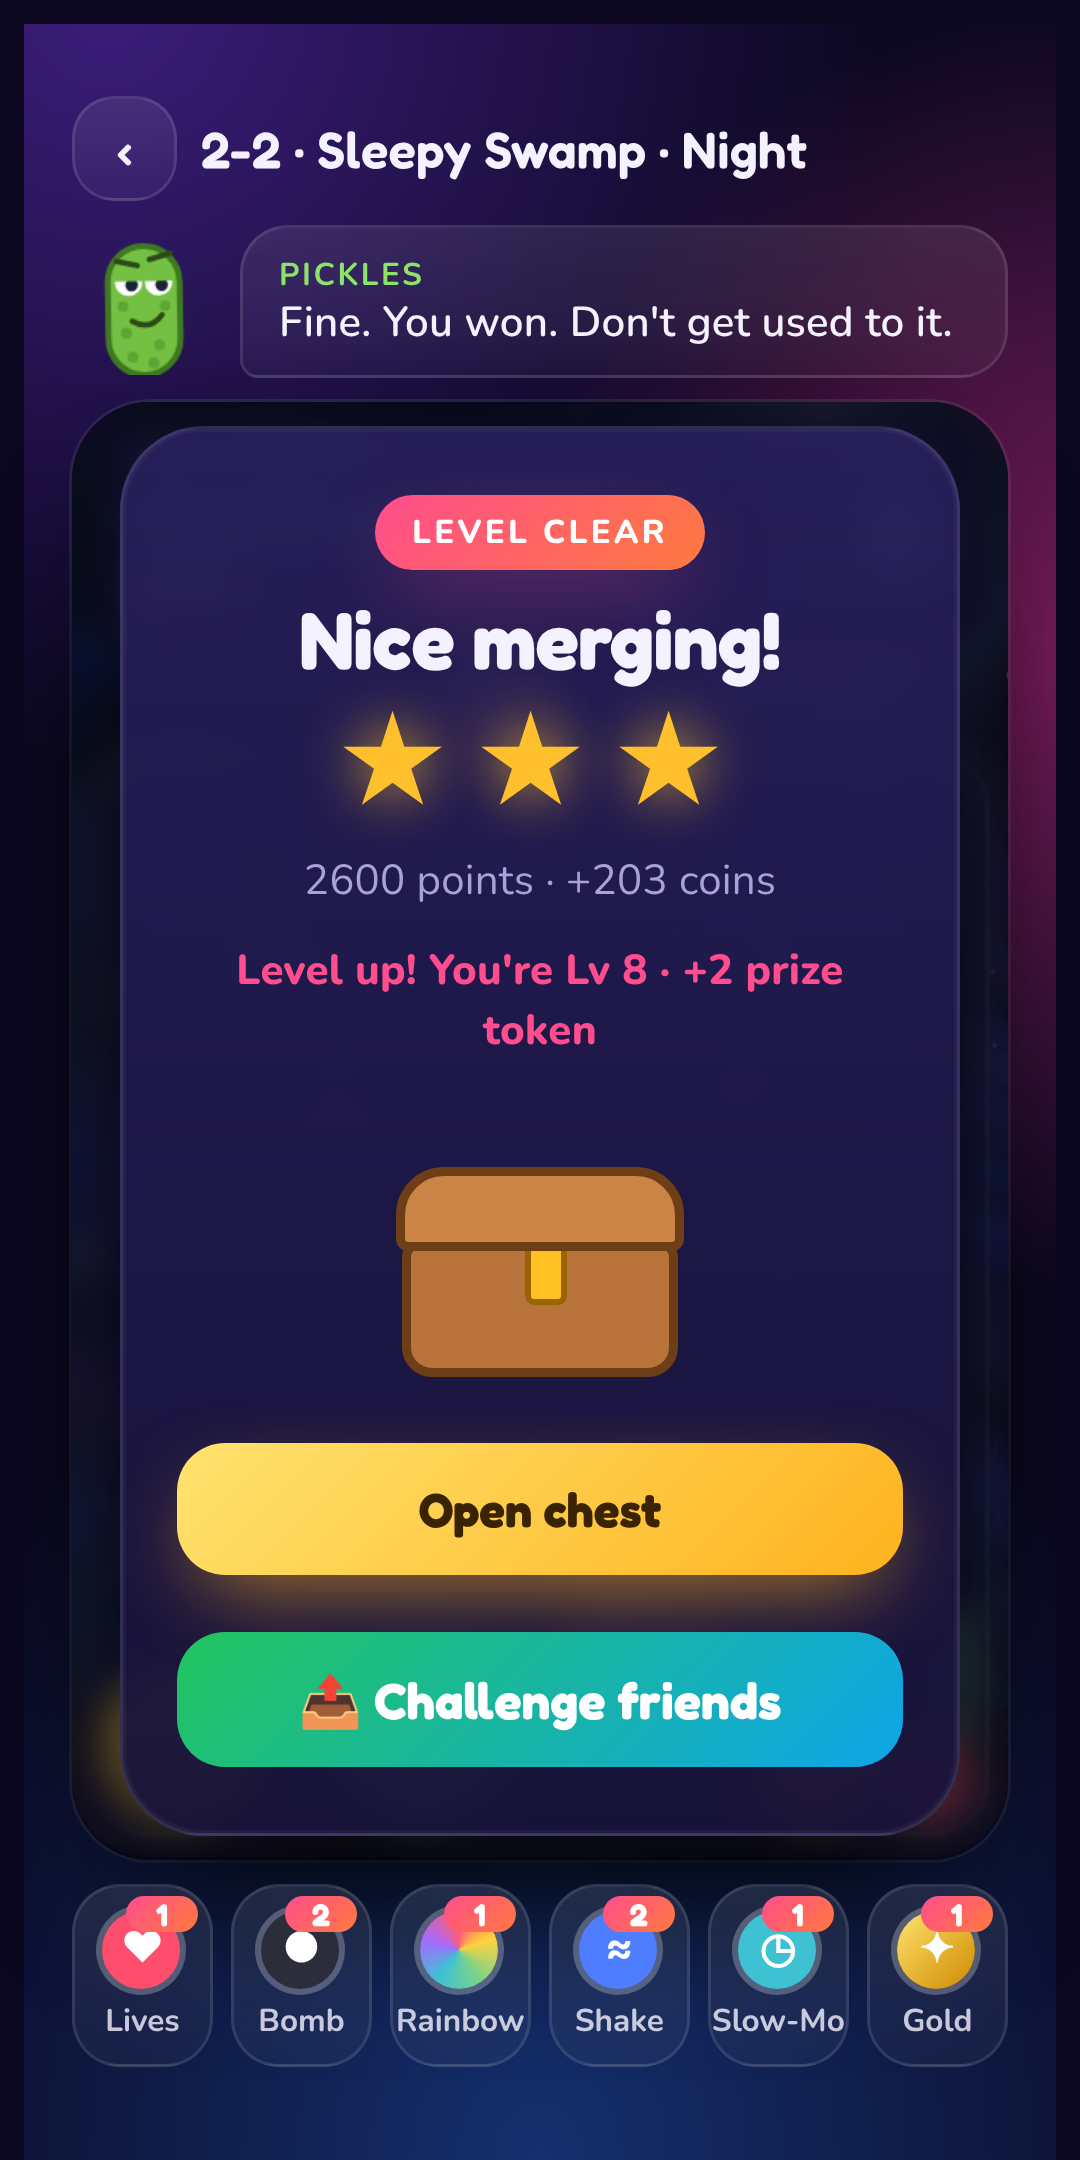 2-2 · Sleepy Swamp · Night
PICKLES
Fine. You won. Don't get used to it.
LEVEL CLEAR
Nice merging!
2600 points · +203 coins
Level up! You're Lv 8 · +2 prize
token
Open chest
Challenge friends
1 2 1 2 1 1
Lives Bomb Rainbow Shake Slow-Mo Gold